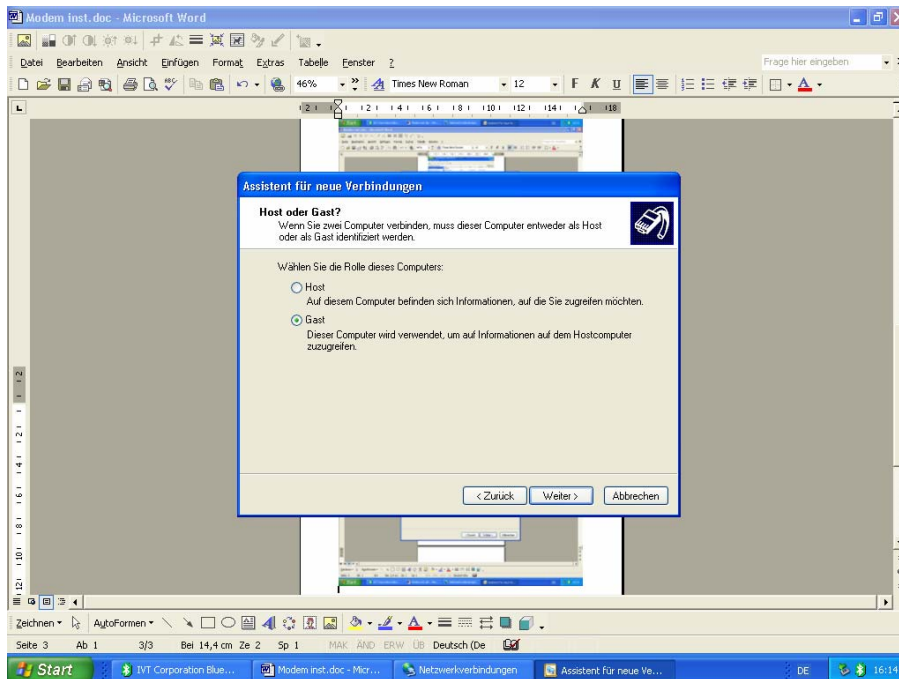 Modem inst.doc - Microsoft Word
Datei Bearbeiten Ansicht Einfügen Format Extras Tabelle Fenster ?
Frage hier eingeben
46% Times New Roman 12 F K U
Assistent für neue Verbindungen
Host oder Gast?
Wenn Sie zwei Computer verbinden, muss dieser Computer entweder als Host
oder als Gast identifiziert werden.
Wählen Sie die Rolle dieses Computers:
Host
Auf diesem Computer befinden sich Informationen, auf die Sie zugreifen möchten.
Gast
Dieser Computer wird verwendet, um auf Informationen auf dem Hostcomputer
zuzugreifen.
< Zurück Weiter > Abbrechen
Zeichnen AutoFormen
Seite 3 Ab 1 3/3 Bei 14,4 cm Ze 2 Sp 1 MAK ÄND ERW ÜB Deutsch (De
Start IVT Corporation Blue... Modem inst.doc - Micr... Netzwerkverbindungen Assistent für neue Ve... DE 16:14